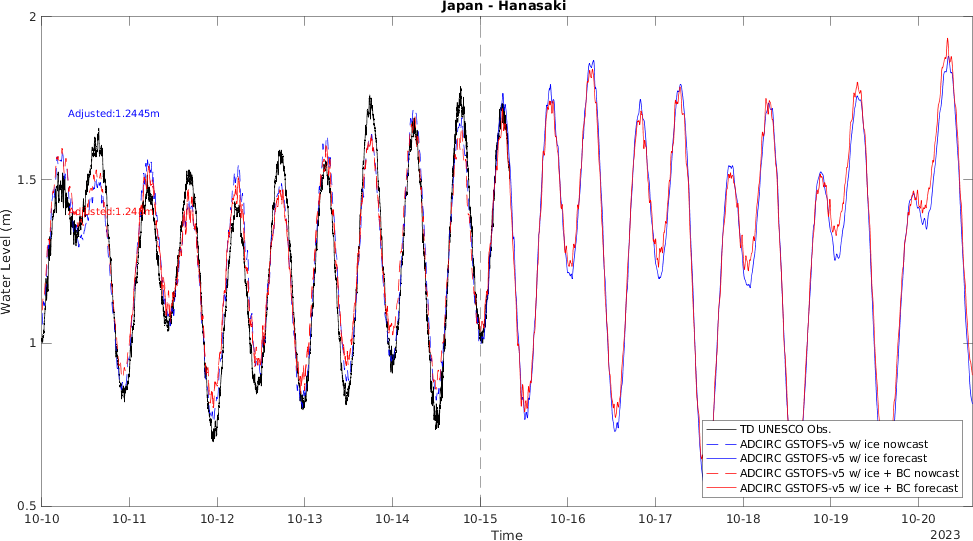 Japan - Hanasaki
2
Adjusted:1.2445m
1.5
Water Level (m)
1
TD UNESCO Obs.
ADCIRC GSTOFS-v5 w/ ice nowcast
ADCIRC GSTOFS-v5 w/ ice forecast
ADCIRC GSTOFS-v5 w/ ice + BC nowcast
ADCIRC GSTOFS-v5 w/ ice + BC forecast
0.5
10-10 10-11 10-12 10-13 10-14 10-15 10-16 10-17 10-18 10-19 10-20
Time
2023